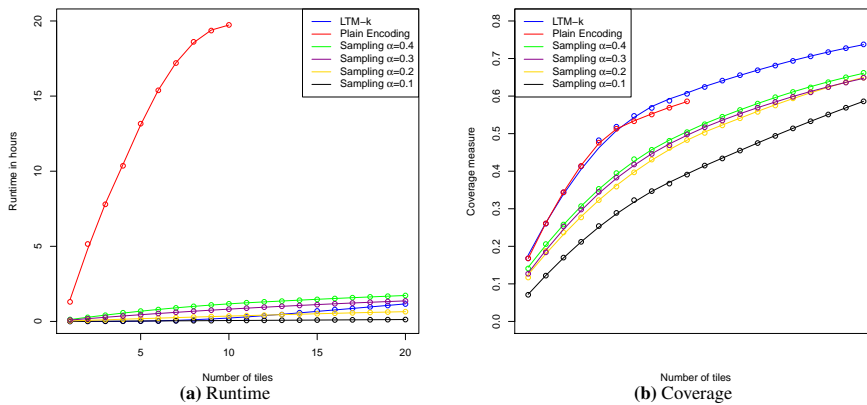 LTM-k
Plain Encoding
Sampling α=0.4
Sampling α=0.3
Sampling α=0.2
Sampling α=0.1
20
15
10
5
0
Runtime in hours
5
10
15
20
Number of tiles
(a) Runtime
LTM-k
Plain Encoding
Sampling α=0.4
Sampling α=0.3
Sampling α=0.2
Sampling α=0.1
0.8
0.7
0.6
0.5
0.4
0.3
0.2
0.1
0.0
Coverage measure
Number of tiles
(b) Coverage